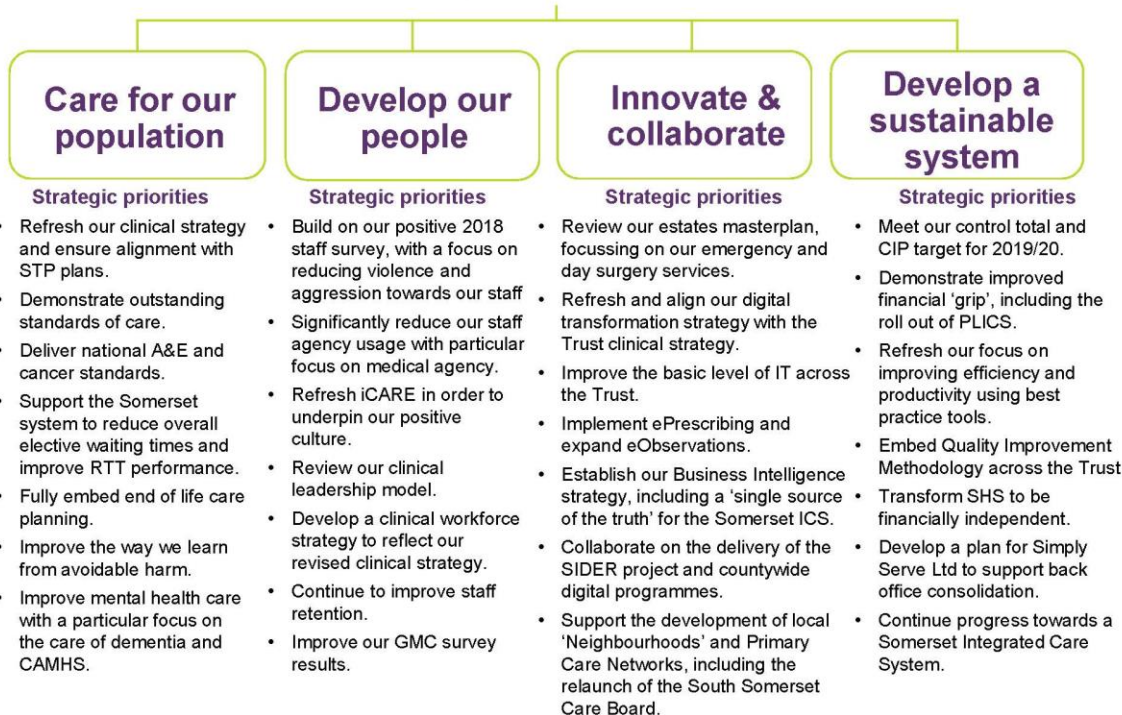 Care for our
population
Strategic priorities
• Refresh our clinical strategy
and ensure alignment with
STP plans.
• Demonstrate outstanding
standards of care.
• Deliver national A&E and
cancer standards.
• Support the Somerset
system to reduce overall
elective waiting times and
improve RTT performance.
• Fully embed end of life care
planning.
• Improve the way we learn
from avoidable harm.
• Improve mental health care
with a particular focus on
the care of dementia and
CAMHS.
Develop our
people
Strategic priorities
• Build on our positive 2018
staff survey, with a focus on
reducing violence and
aggression towards our staff
• Significantly reduce our staff
agency usage with particular
focus on medical agency.
• Refresh iCARE in order to
underpin our positive
culture.
• Review our clinical
leadership model.
• Develop a clinical workforce
strategy to reflect our
revised clinical strategy.
• Continue to improve staff
retention.
• Improve our GMC survey
results.
Innovate &
collaborate
Strategic priorities
• Review our estates masterplan,
focussing on our emergency and
day surgery services.
• Refresh and align our digital
transformation strategy with the
Trust clinical strategy.
• Improve the basic level of IT across
the Trust.
• Implement ePrescribing and
expand eObservations.
• Establish our Business Intelligence
strategy, including a ‘single source
of the truth’ for the Somerset ICS.
• Collaborate on the delivery of the
SIDER project and countywide
digital programmes.
• Support the development of local
‘Neighbourhoods’ and Primary
Care Networks, including the
relaunch of the South Somerset
Care Board.
Develop a
sustainable
system
Strategic priorities
• Meet our control total and
CIP target for 2019/20.
• Demonstrate improved
financial ‘grip’, including the
roll out of PLICS.
• Refresh our focus on
improving efficiency and
productivity using best
practice tools.
• Embed Quality Improvement
Methodology across the Trust
• Transform SHS to be
financially independent.
• Develop a plan for Simply
Serve Ltd to support back
office consolidation.
• Continue progress towards a
Somerset Integrated Care
System.